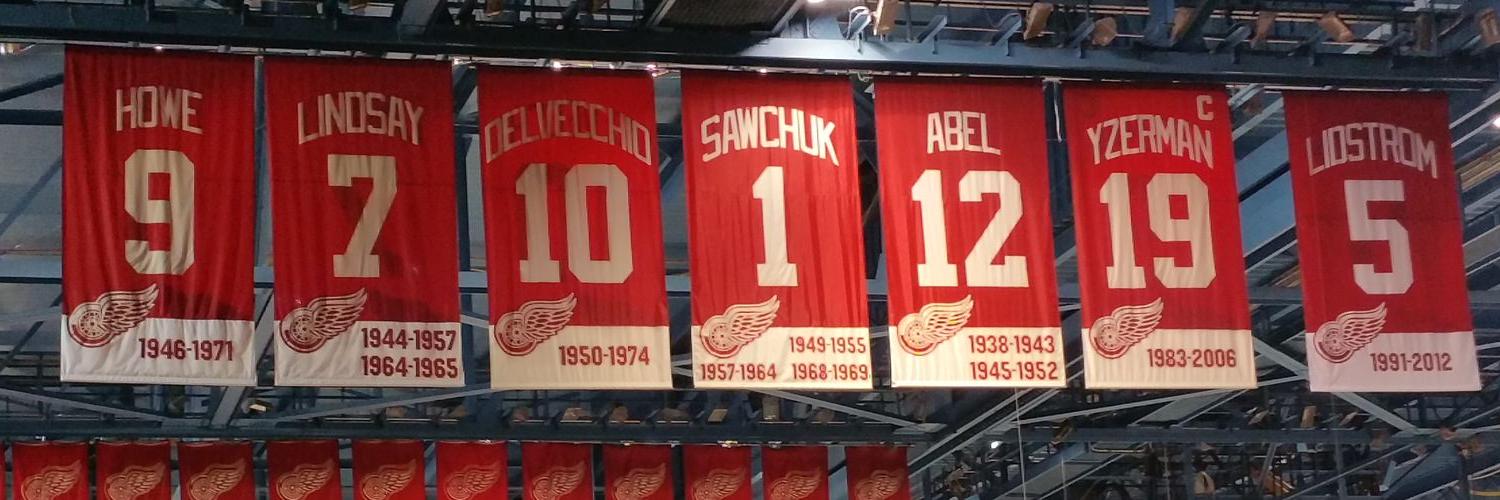 HOWE
9
1946-1971
LINDSAY
7
1944-1957
1964-1965
DELVECCHIO
10
1950-1974
SAWCHUK
1
1949-1955
1957-1964 1968-1969
ABEL
12
1938-1943
1945-1952
C
YZERMAN
19
1983-2006
LIDSTROM
5
1991-2012